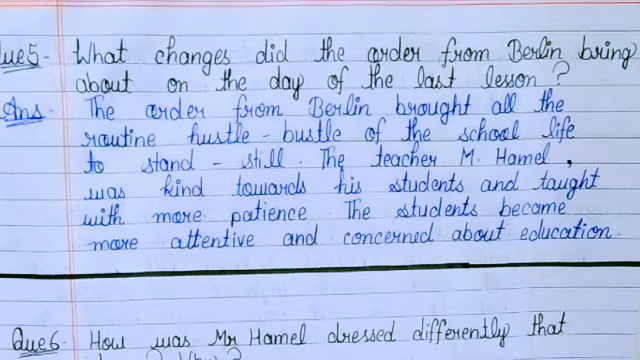 Que5- What changes did the order from Berlin bring
about on the day of the last lesson?
Ans- The order from Berlin brought all the
routine hustle-bustle of the school life
to stand-still. The teacher M. Hamel,
was kind towards his students and taught
with more patience. The students became
more attentive and concerned about education.
Que6- How was Mr Hamel dressed differently that
Why?